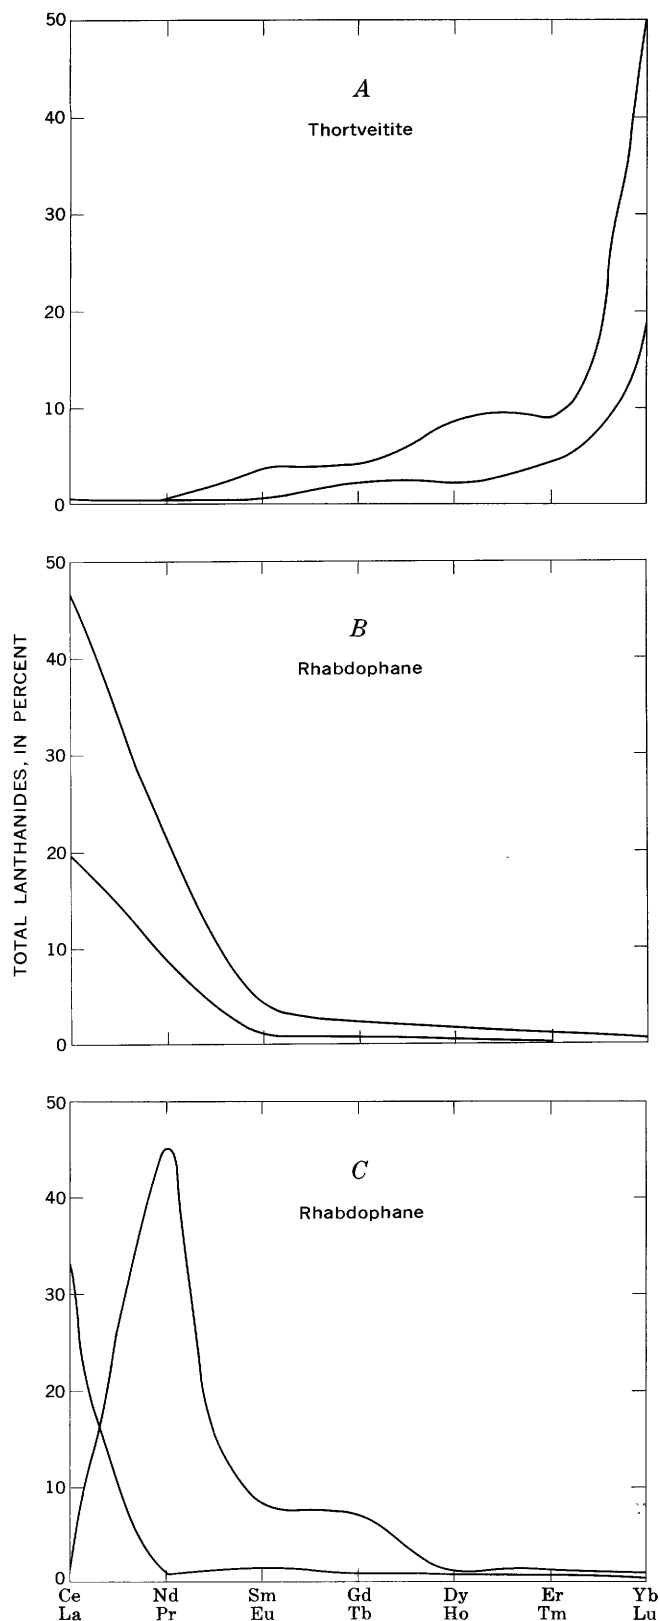 50
A
Thortveitite
40
30
20
10
0
50
B
Rhabdophane
40
30
20
10
0
TOTAL LANTHANIDES, IN PERCENT
50
C
Rhabdophane
40
30
20
10
0
Ce Nd Sm Gd Dy Er Yb
La Pr Eu Tb Ho Tm Lu